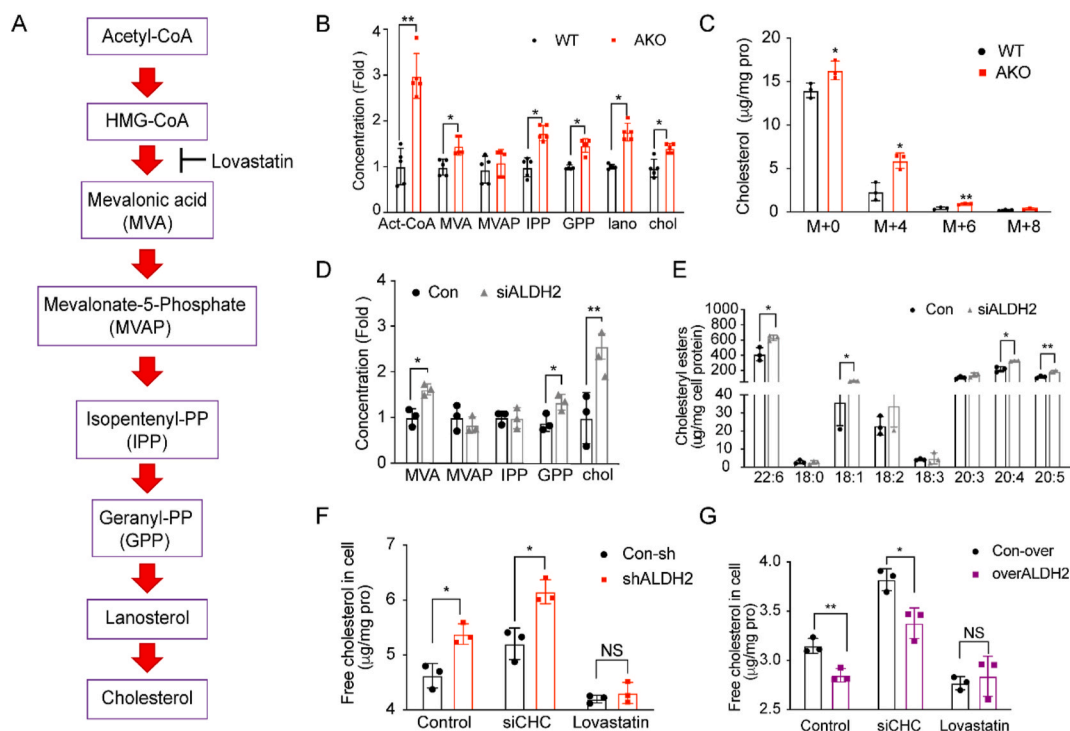 A
Acetyl-CoA
HMG-CoA
Lovastatin
Mevalonic acid
(MVA)
Mevalonate-5-Phosphate
(MVAP)
Isopentenyl-PP
(IPP)
Geranyl-PP
(GPP)
Lanosterol
Cholesterol
B
WT AKO
Concentration (Fold)
4
3
2
1
0
** * * * * *
Act-CoA MVA MVAP IPP GPP lano chol
C
WT
AKO
Cholesterol (μg/mg pro)
20
15
10
5
0
* * **
M+0 M+4 M+6 M+8
D
Con siALDH2
Concentration (Fold )
4
2
1
0
* * **
MVA MVAP IPP GPP chol
E
Con siALDH2
Cholesteryl esters
(ug/mg cell protein)
1000
800
600
400
200
40
30
20
10
0
* * * **
22:6 18:0 18:1 18:2 18:3 20:3 20:4 20:5
F
Con-sh
shALDH2
Free cholesterol in cell
(μg/mg pro)
7
6
5
4
* * NS
Control siCHC Lovastatin
G
Con-over
overALDH2
Free cholesterol in cell
(μg/mg pro)
4.0
3.5
3.0
2.5
** * NS
Control siCHC Lovastatin